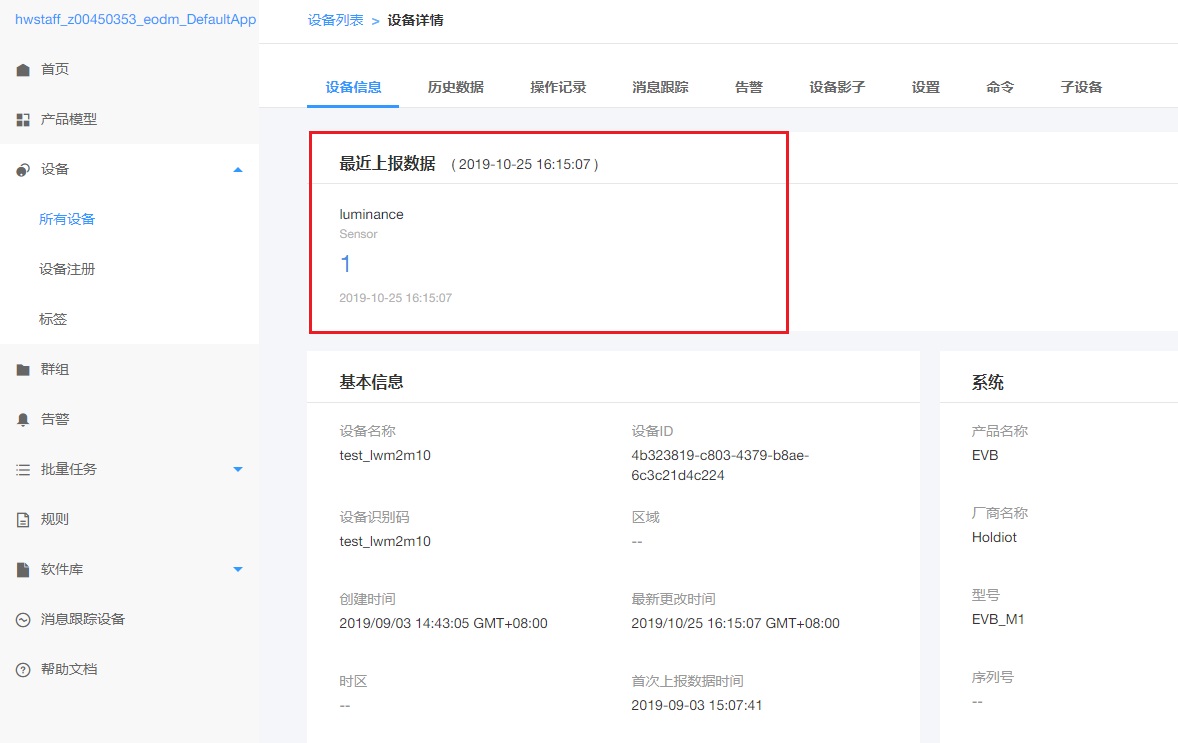 hwstaff_z00450353_eodm_DefaultApp
首页
产品模型
设备
所有设备
设备注册
标签
群组
告警
批量任务
规则
软件库
消息跟踪设备
帮助文档
设备列表 > 设备详情
设备信息 历史数据 操作记录 消息跟踪 告警 设备影子 设置 命令 子设备
最近上报数据 ( 2019-10-25 16:15:07 )
luminance
Sensor
1
2019-10-25 16:15:07
基本信息
设备名称
test_lwm2m10
设备ID
4b323819-c803-4379-b8ae-
6c3c21d4c224
设备识别码
test_lwm2m10
区域
--
创建时间
2019/09/03 14:43:05 GMT+08:00
最新更改时间
2019/10/25 16:15:07 GMT+08:00
时区
--
首次上报数据时间
2019-09-03 15:07:41
系统
产品名称
EVB
厂商名称
Holdiot
型号
EVB_M1
序列号
--